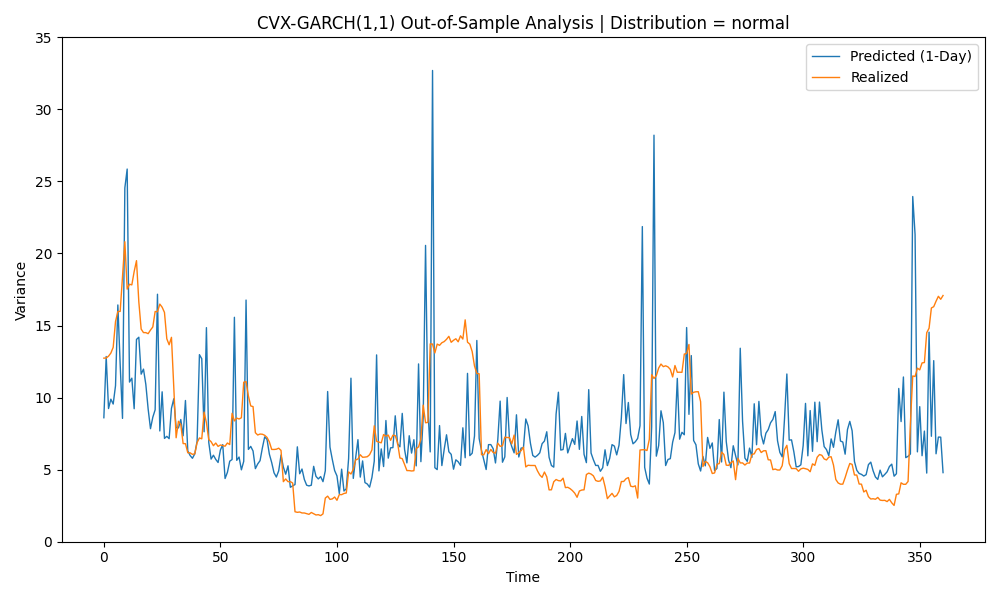 CVX-GARCH(1,1) Out-of-Sample Analysis | Distribution = normal
Predicted (1-Day)
Realized
Variance
35
30
25
20
15
10
5
0
0 50 100 150 200 250 300 350
Time